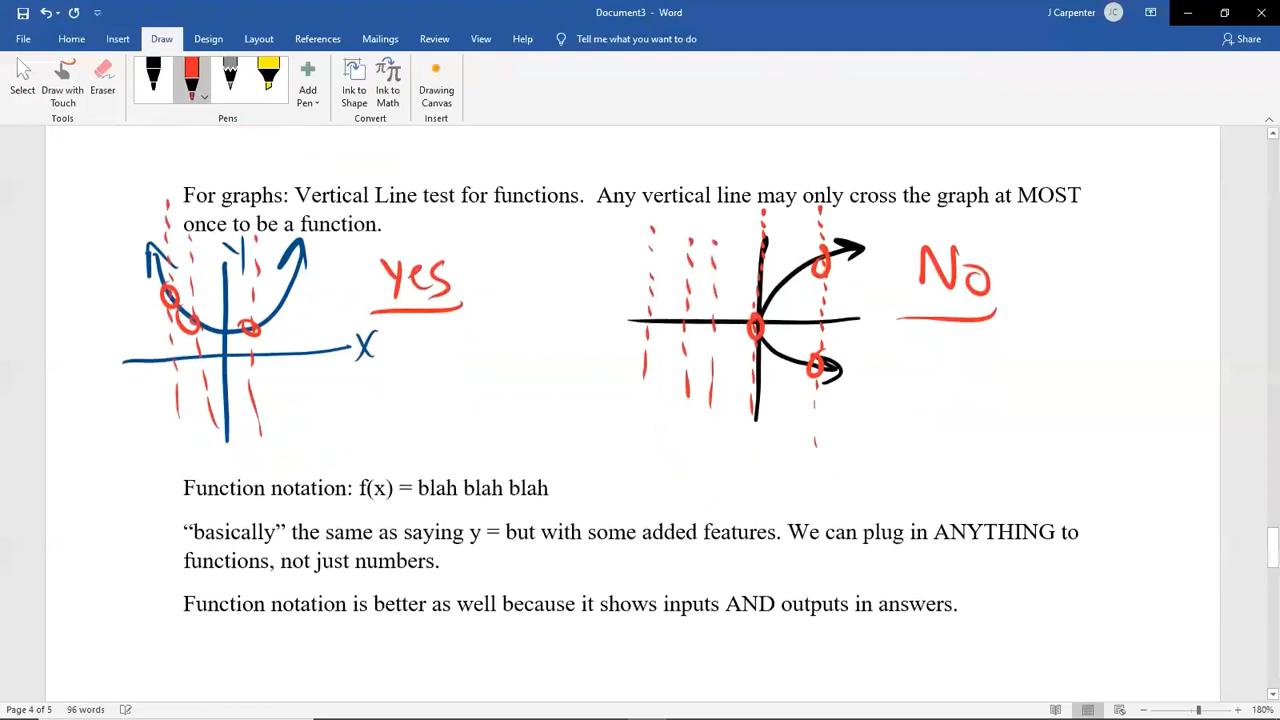 Document3 - Word
J Carpenter JC
File Home Insert Draw Design Layout References Mailings Review View Help Tell me what you want to do Share
Select Draw with Touch Eraser Add Pen Ink to Shape Ink to Math Drawing Canvas
Tools Pens Convert Insert
For graphs: Vertical Line test for functions. Any vertical line may only cross the graph at MOST
once to be a function.
Y
Yes
No
X
Function notation: f(x) = blah blah blah
“basically” the same as saying y = but with some added features. We can plug in ANYTHING to
functions, not just numbers.
Function notation is better as well because it shows inputs AND outputs in answers.
Page 4 of 5 96 words 180%